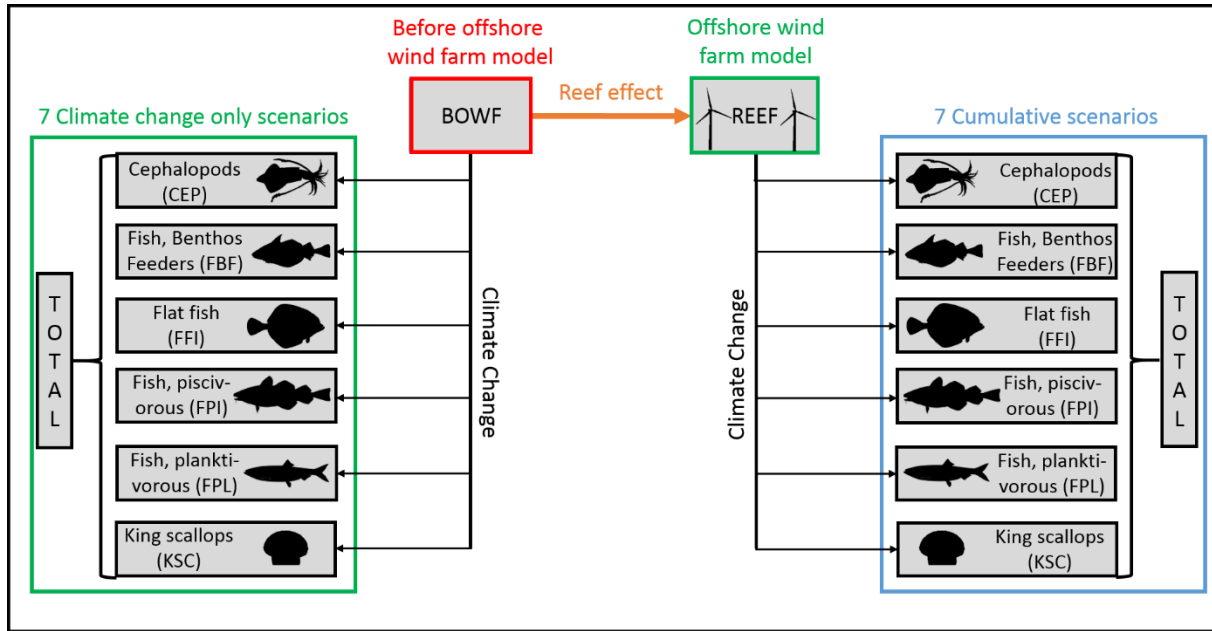 Before offshore
wind farm model
Offshore wind
farm model
BOWF
Reef effect
REEF
7 Climate change only scenarios
TOTAL
Cephalopods
(CEP)
Fish, Benthos
Feeders (FBF)
Flat fish
(FFI)
Fish, pisciv-
orous (FPI)
Fish, plankti-
vorous (FPL)
King scallops
(KSC)
Climate Change
Climate Change
7 Cumulative scenarios
Cephalopods
(CEP)
Fish, Benthos
Feeders (FBF)
Flat fish
(FFI)
Fish, pisciv-
orous (FPI)
Fish, plankti-
vorous (FPL)
King scallops
(KSC)
TOTAL